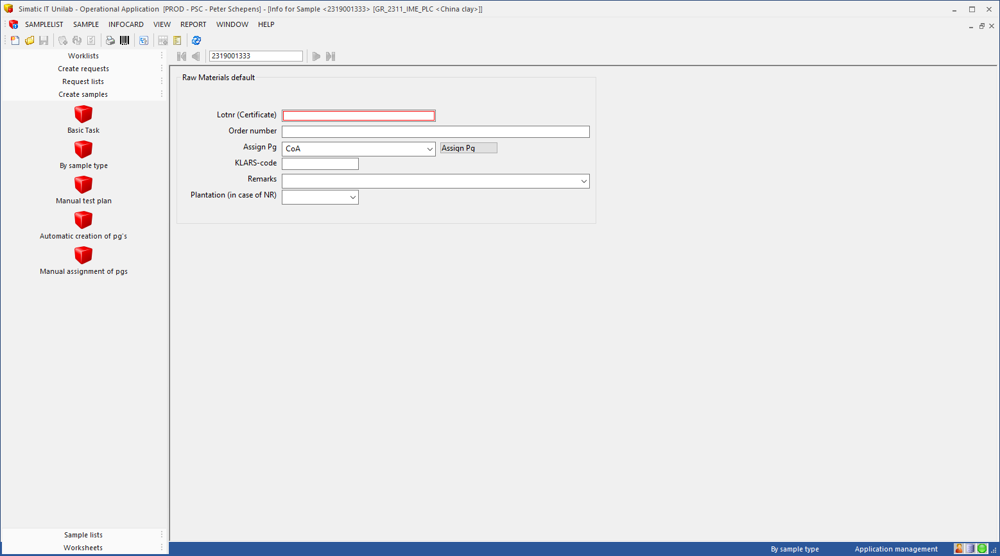 Simatic IT Unilab - Operational Application [PROD - PSC - Peter Schepens] - [Info for Sample <2319001333> [GR_2311_IME_PLC <China clay>]]
SAMPLELIST SAMPLE INFOCARD VIEW REPORT WINDOW HELP
Worklists
Create requests
Request lists
Create samples
Basic Task
By sample type
Manual test plan
Automatic creation of pg's
Manual assignment of pgs
Sample lists
Worksheets
2319001333
Raw Materials default
Lotnr (Certificate)
Order number
Assign Pg CoA Assign Pg
KLARS-code
Remarks
Plantation (in case of NR)
By sample type Application management